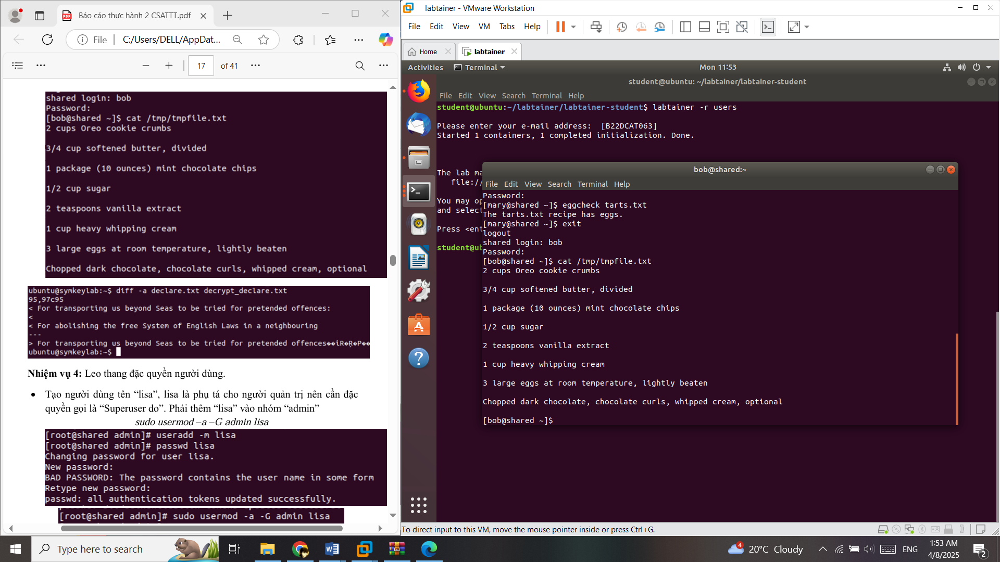 Báo cáo thực hành 2 CSATTT.pdf
File
C:/Users/DELL/AppDat...
17
of 41
shared login: bob
Password:
[bob@shared ~]$ cat /tmp/tmpfile.txt
2 cups Oreo cookie crumbs
3/4 cup softened butter, divided
1 package (10 ounces) mint chocolate chips
1/2 cup sugar
2 teaspoons vanilla extract
1 cup heavy whipping cream
3 large eggs at room temperature, lightly beaten
Chopped dark chocolate, chocolate curls, whipped cream, optional
ubuntu@symkeylab:~$ diff -a declare.txt decrypt_declare.txt
95,97c95
< For transporting us beyond Seas to be tried for pretended offences:
<
< For abolishing the free System of English Laws in a neighbouring
---
> For transporting us beyond Seas to be tried for pretended offences��iR�Ŗ�P��
ubuntu@symkeylab:~$
Nhiệm vụ 4: Leo thang đặc quyền người dùng.
• Tạo người dùng tên “lisa”, lisa là phụ tá cho người quản trị nên cần đặc
quyền gọi là “Superuser do”. Phải thêm “lisa” vào nhóm “admin”
sudo usermod –a –G admin lisa
[root@shared admin]# useradd -m lisa
[root@shared admin]# passwd lisa
Changing password for user lisa.
New password:
BAD PASSWORD: The password contains the user name in some form
Retype new password:
passwd: all authentication tokens updated successfully.
[root@shared admin]# sudo usermod -a -G admin lisa
labtainer - VMware Workstation
File Edit View VM Tabs Help
Home
labtainer
Activities
Terminal
Mon 11:53
student@ubuntu: ~/labtainer/labtainer-student
File Edit View Search Terminal Help
student@ubuntu:~/labtainer/labtainer-student$ labtainer -r users
Please enter your e-mail address: [B22DCAT063]
Started 1 containers, 1 completed initialization. Done.
The lab ma
file://
You may op
and select
Press <ent
student@ub
bob@shared:~
File Edit View Search Terminal Help
Password:
[mary@shared ~]$ eggcheck tarts.txt
The tarts.txt recipe has eggs.
[mary@shared ~]$ exit
logout
shared login: bob
Password:
[bob@shared ~]$ cat /tmp/tmpfile.txt
2 cups Oreo cookie crumbs
3/4 cup softened butter, divided
1 package (10 ounces) mint chocolate chips
1/2 cup sugar
2 teaspoons vanilla extract
1 cup heavy whipping cream
3 large eggs at room temperature, lightly beaten
Chopped dark chocolate, chocolate curls, whipped cream, optional
[bob@shared ~]$
To direct input to this VM, move the mouse pointer inside or press Ctrl+G.
Type here to search
4
20°C Cloudy
ENG
1:53 AM
4/8/2025
2